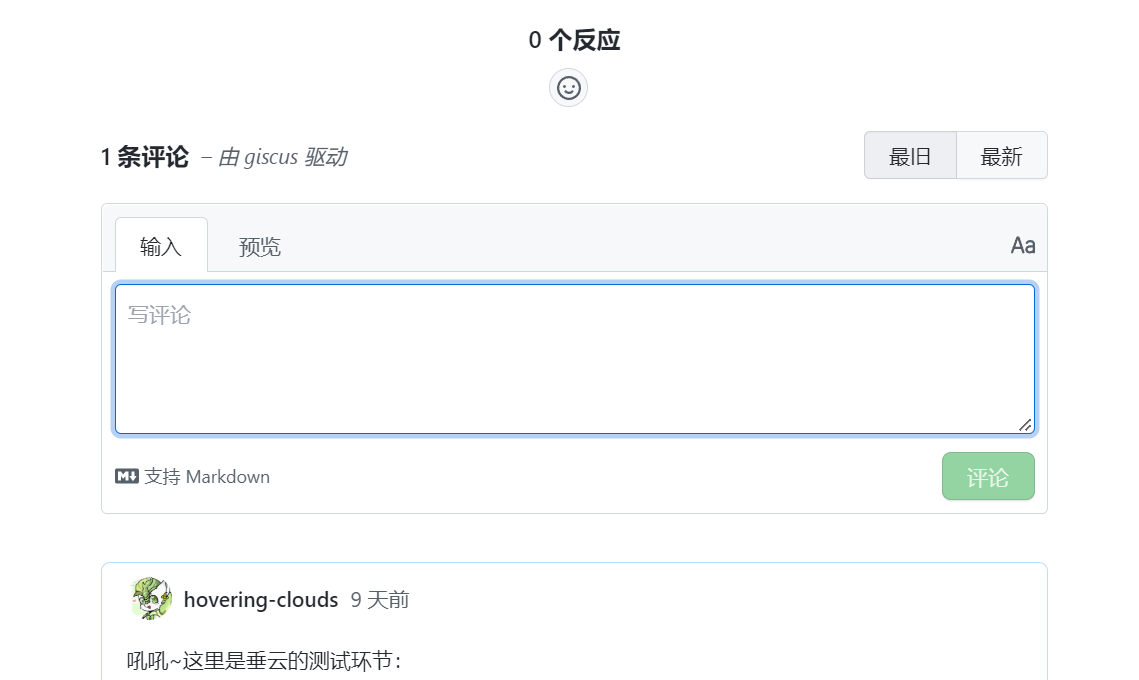 0 个反应
1 条评论 – 由 giscus 驱动
最旧 最新
输入 预览 Aa
写评论
支持 Markdown 评论
hovering-clouds 9 天前
吼吼~这里是垂云的测试环节：